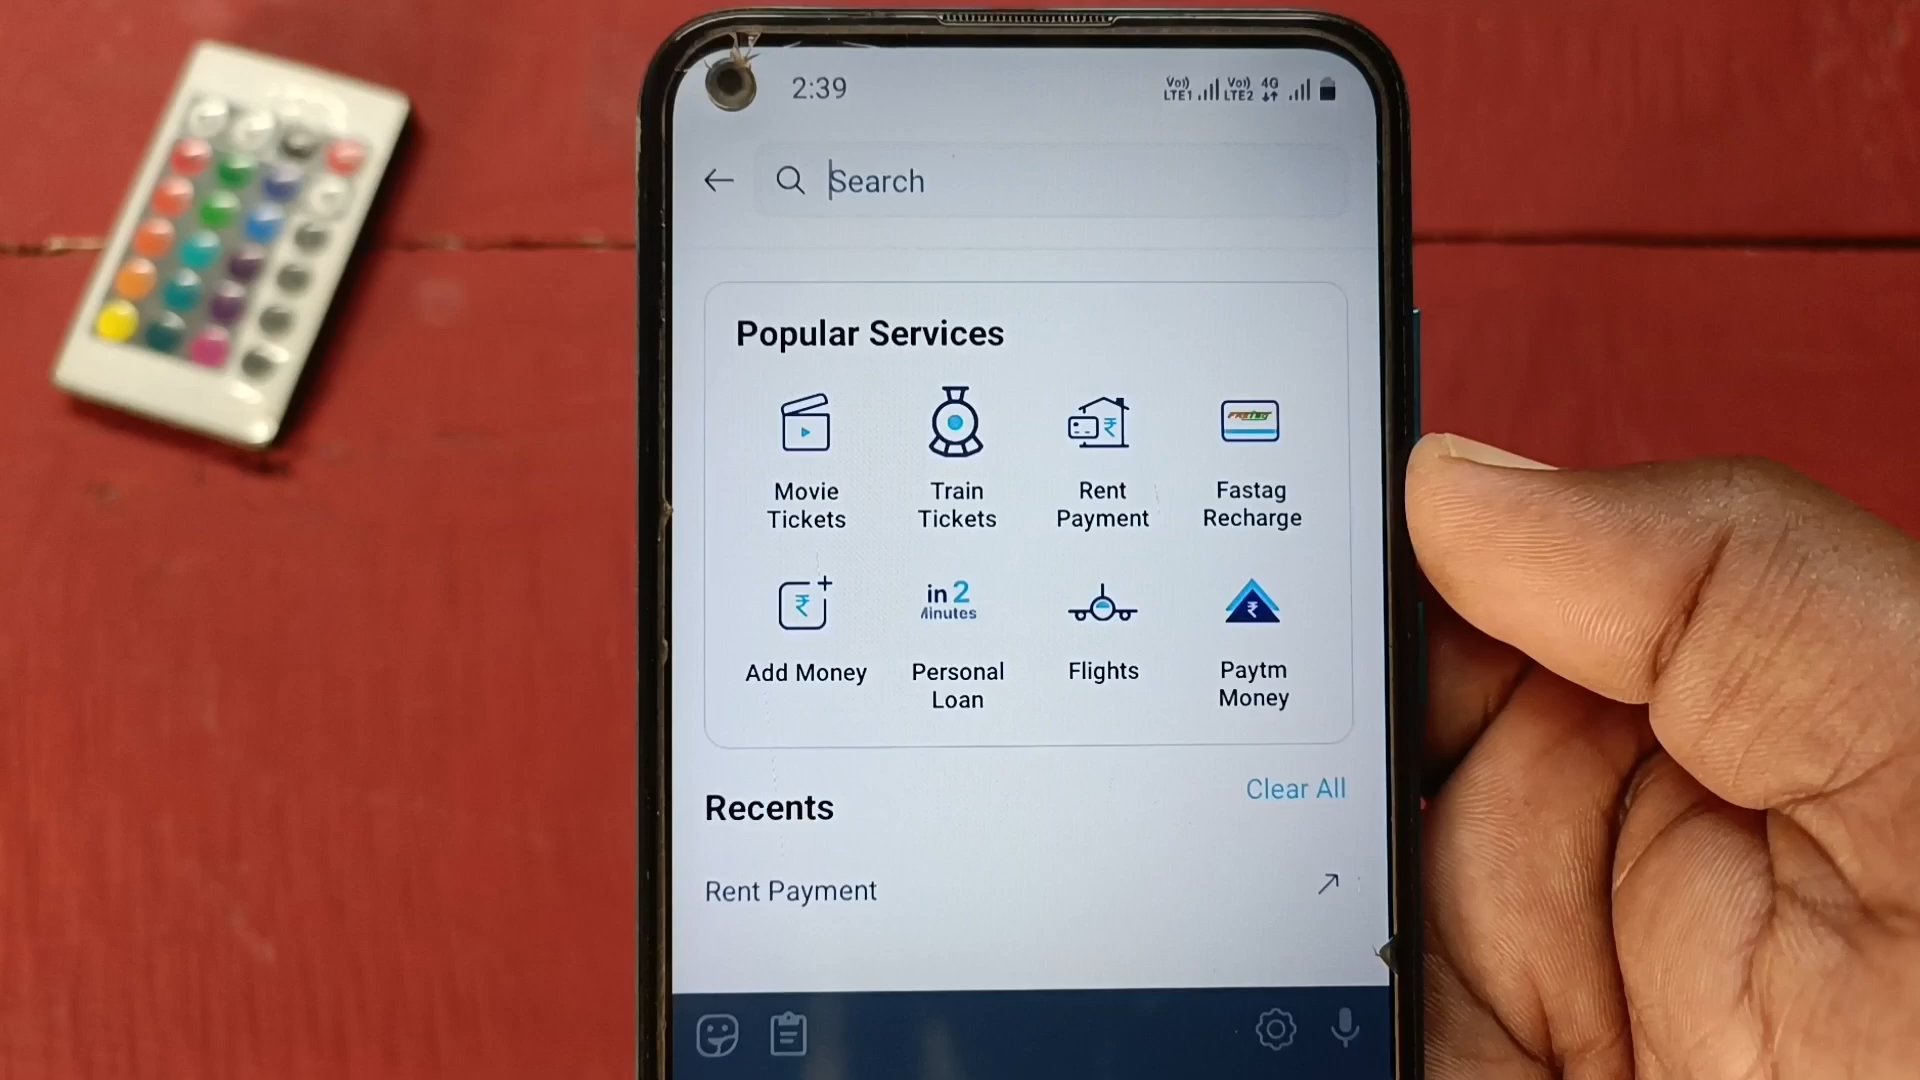 2:39
Vo)) LTE1 Vo)) LTE2 4G
Search
Popular Services
Movie Tickets
Train Tickets
Rent Payment
FASTag
Fastag Recharge
₹
in 2 Minutes
Add Money
Personal Loan
Flights
Paytm Money
Recents
Clear All
Rent Payment